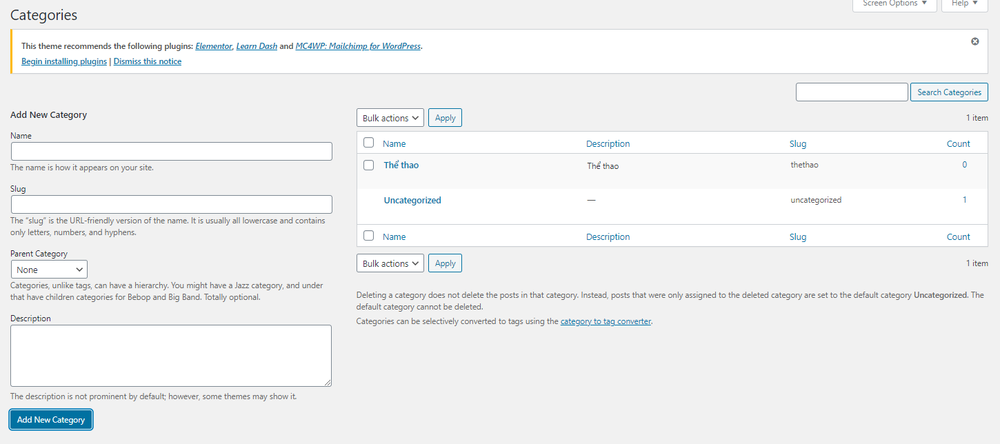 Categories
Screen Options
Help
This theme recommends the following plugins: Elementor, Learn Dash and MC4WP: Mailchimp for WordPress.
Begin installing plugins | Dismiss this notice
Search Categories
Add New Category
Name
The name is how it appears on your site.
Slug
The “slug” is the URL-friendly version of the name. It is usually all lowercase and contains
only letters, numbers, and hyphens.
Parent Category
None
Categories, unlike tags, can have a hierarchy. You might have a Jazz category, and under
that have children categories for Bebop and Big Band. Totally optional.
Description
The description is not prominent by default; however, some themes may show it.
Add New Category
Bulk actions Apply 1 item
Name Description Slug Count
Thể thao Thể thao thethao 0
Uncategorized — uncategorized 1
Name Description Slug Count
Bulk actions Apply 1 item
Deleting a category does not delete the posts in that category. Instead, posts that were only assigned to the deleted category are set to the default category Uncategorized. The
default category cannot be deleted.
Categories can be selectively converted to tags using the category to tag converter.